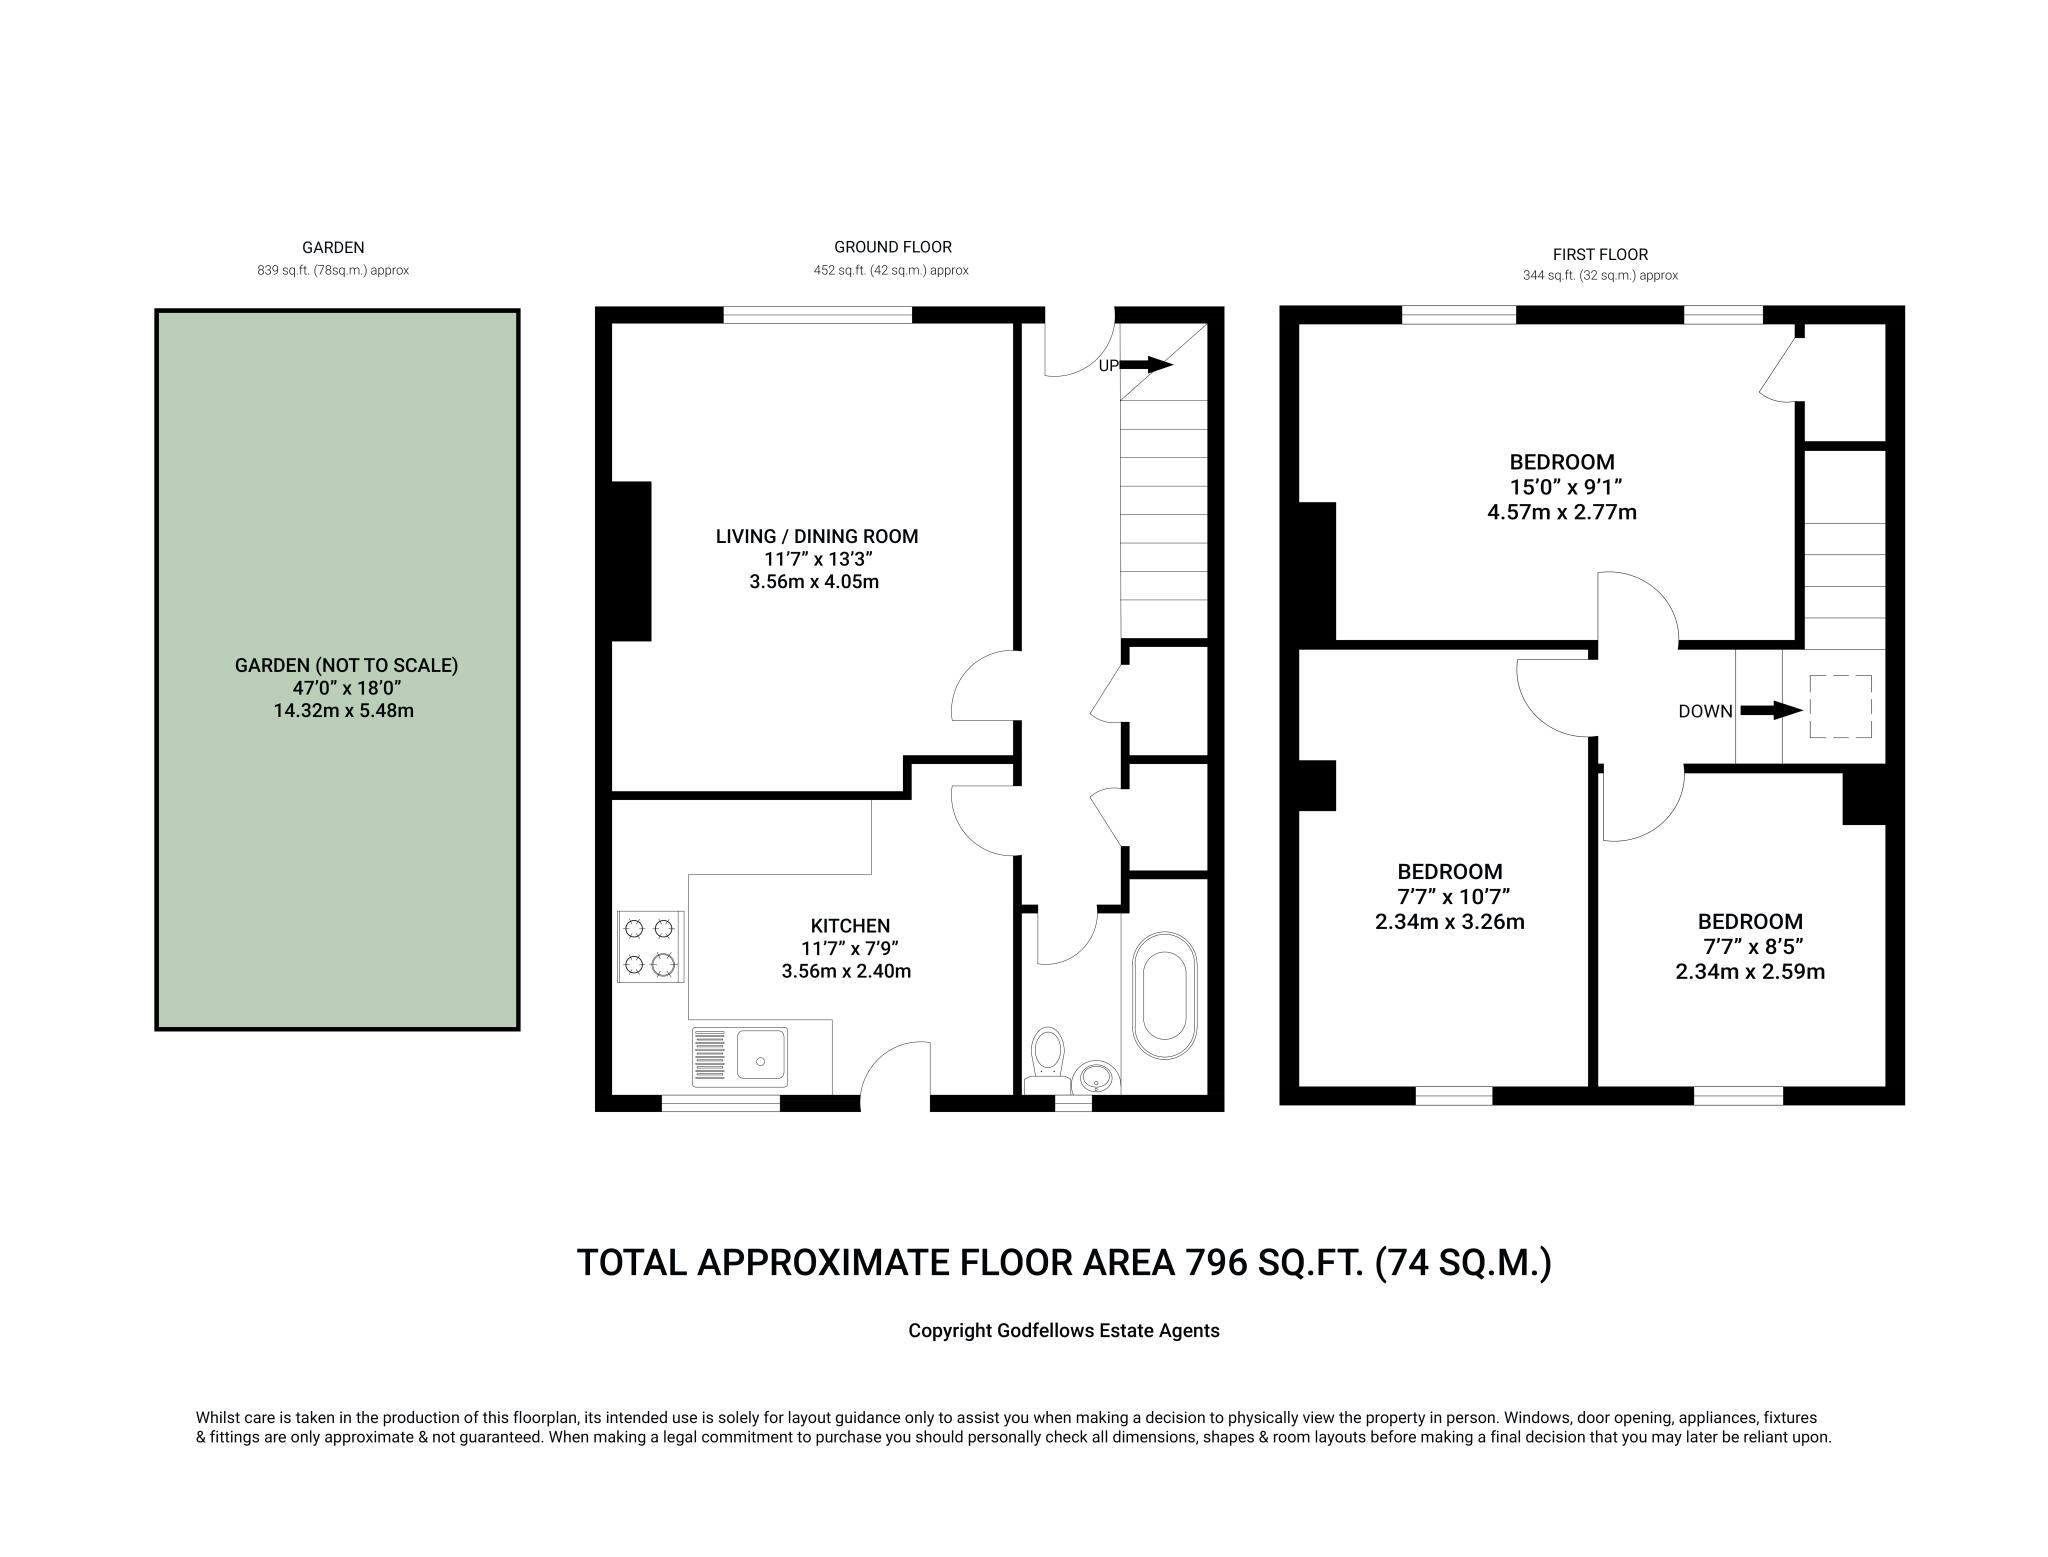 GARDEN
839 sq.ft. (78sq.m.) approx
GROUND FLOOR
452 sq.ft. (42 sq.m.) approx
FIRST FLOOR
344 sq.ft. (32 sq.m.) approx
GARDEN (NOT TO SCALE)
47’0” x 18’0”
14.32m x 5.48m
UP
LIVING / DINING ROOM
11’7” x 13’3”
3.56m x 4.05m
KITCHEN
11’7” x 7’9”
3.56m x 2.40m
BEDROOM
15’0” x 9’1”
4.57m x 2.77m
DOWN
BEDROOM
7’7” x 10’7”
2.34m x 3.26m
BEDROOM
7’7” x 8’5”
2.34m x 2.59m
TOTAL APPROXIMATE FLOOR AREA 796 SQ.FT. (74 SQ.M.)
Copyright Godfellows Estate Agents
Whilst care is taken in the production of this floorplan, its intended use is solely for layout guidance only to assist you when making a decision to physically view the property in person. Windows, door opening, appliances, fixtures
& fittings are only approximate & not guaranteed. When making a legal commitment to purchase you should personally check all dimensions, shapes & room layouts before making a final decision that you may later be reliant upon.